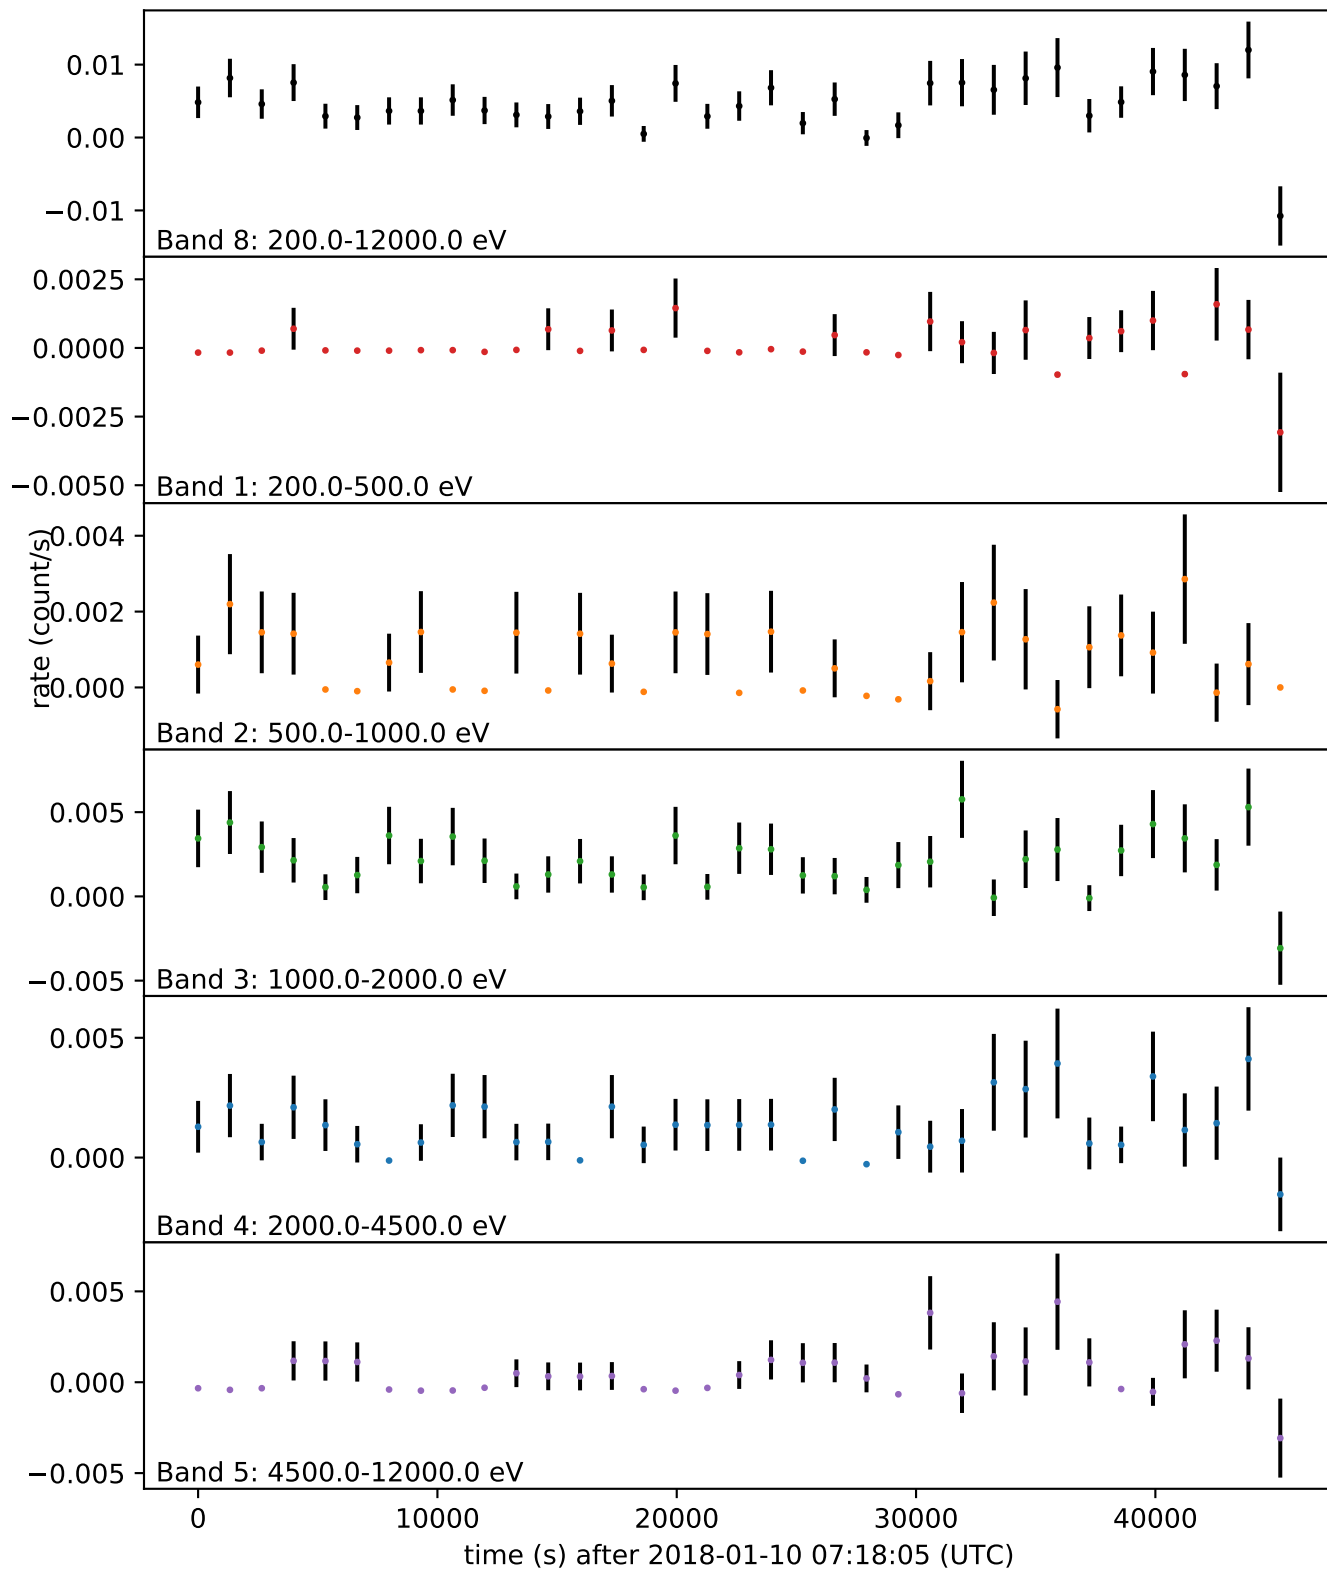 0.01
0.00
−0.01
Band 8: 200.0-12000.0 eV
0.0025
0.0000
−0.0025
−0.0050
Band 1: 200.0-500.0 eV
rate (count/s)
0.004
0.002
0.000
Band 2: 500.0-1000.0 eV
0.005
0.000
−0.005
Band 3: 1000.0-2000.0 eV
0.005
0.000
Band 4: 2000.0-4500.0 eV
0.005
0.000
−0.005
Band 5: 4500.0-12000.0 eV
0 10000 20000 30000 40000
time (s) after 2018-01-10 07:18:05 (UTC)